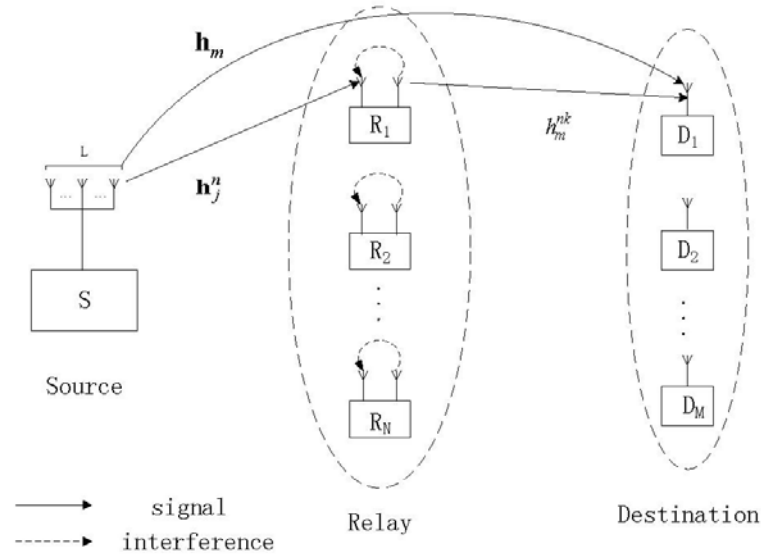 h_m
L
... ...
h_j^n
S
Source
R_1
R_2
R_N
Relay
h_m^{nk}
D_1
D_2
D_M
Destination
signal
interference